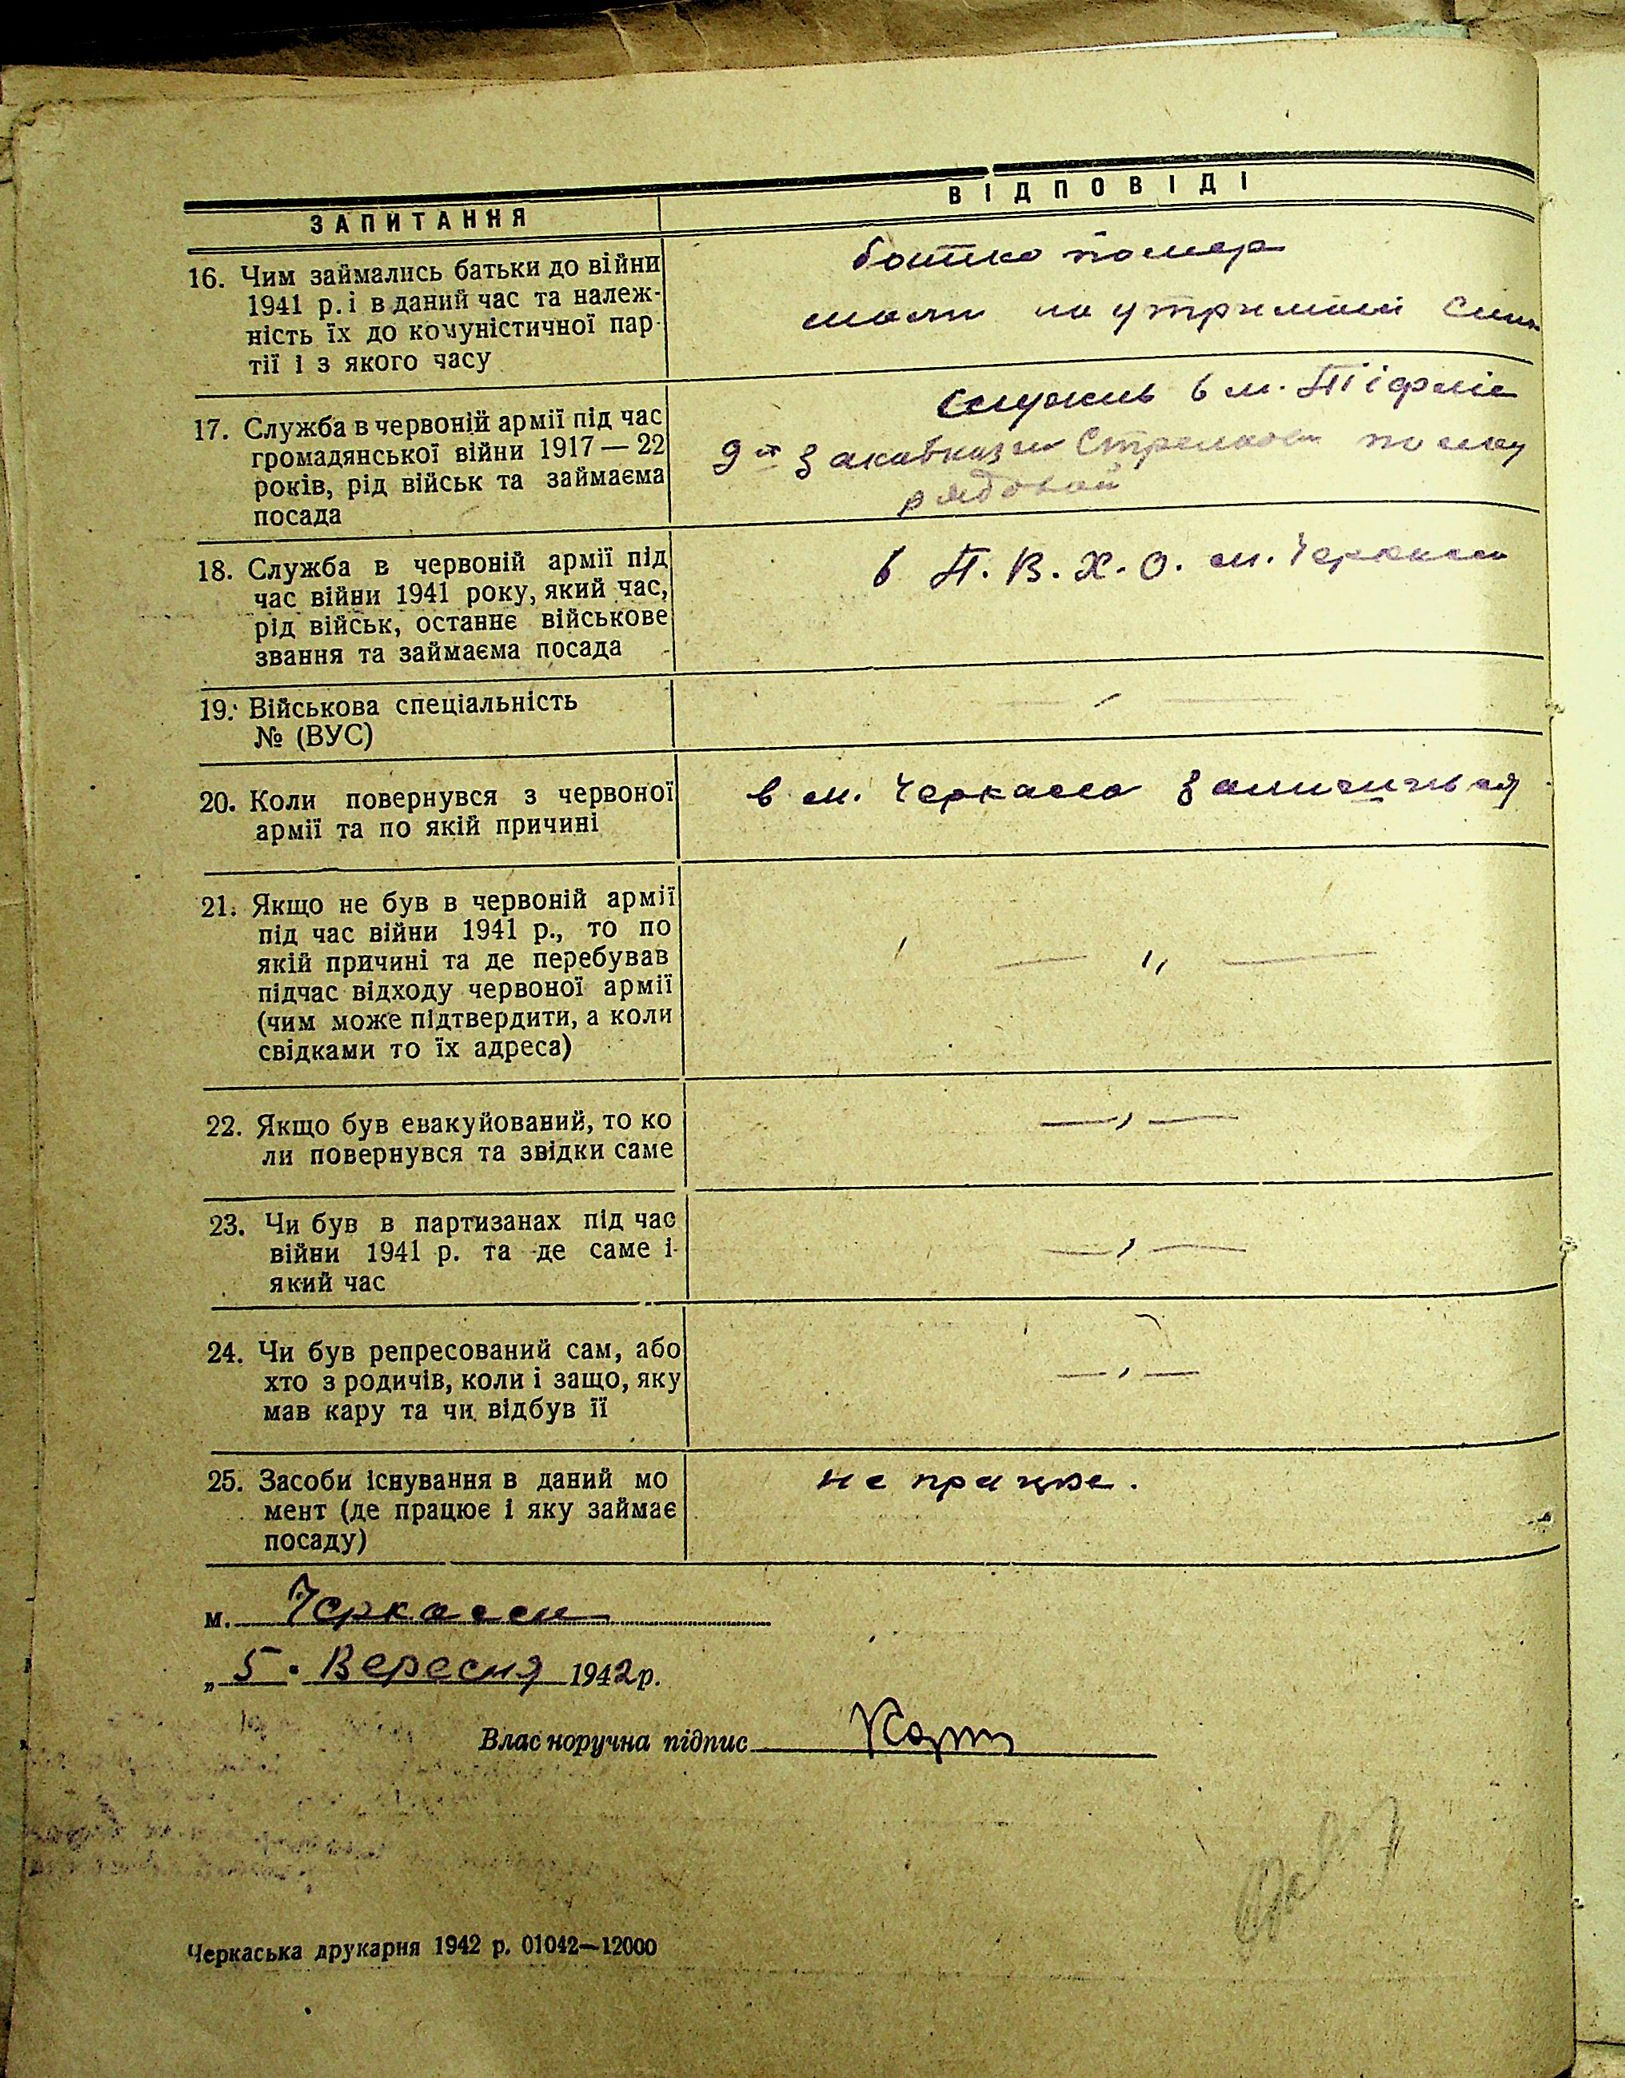 ЗАПИТАННЯ
ВІДПОВІДІ
16. Чим займались батьки до війни
1941 р. і в даний час та належ-
ність їх до комуністичної пар-
тії і з якого часу
батько помер
мати на утриманні сина
17. Служба в червоній армії під час
громадянської війни 1917 — 22
років, рід військ та займаєма
посада
служив в м. Тіфліс
9й Закавказький Стрелковий полку
рядовой
18. Служба в червоній армії під
час війни 1941 року, який час,
рід військ, останнє військове
звання та займаєма посада
в П. В. Х. О. м. Черкаси
19. Військова спеціальність
№ (ВУС)
20. Коли повернувся з червоної
армії та по якій причині
в м. Черкасса
21. Якщо не був в червоній армії
під час війни 1941 р., то по
якій причині та де перебував
підчас відходу червоної армії
(чим може підтвердити, а коли
свідками то їх адреса)
— " —
22. Якщо був евакуйований, то ко
ли повернувся та звідки саме
— " —
23. Чи був в партизанах під час
війни 1941 р. та де саме і
який час
— " —
24. Чи був репресований сам, або
хто з родичів, коли і защо, яку
мав кару та чи відбув її
— " —
25. Засоби існування в даний мо
мент (де працює і яку займає
посаду)
не працює.
м. Черкасси
„ 5 . Вересня 1942 р.
Власноручна підпис
Черкаська друкарня 1942 р. 01042—12000